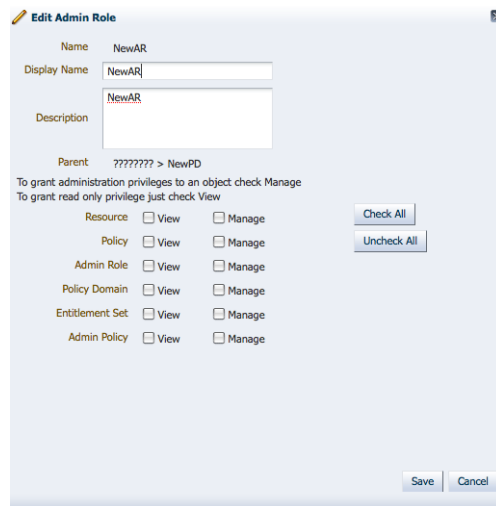 Edit Admin Role
Name NewAR
Display Name NewAR
Description NewAR
Parent ???????? > NewPD
To grant administration privileges to an object check Manage
To grant read only privilege just check View
Resource View Manage Check All
Policy View Manage Uncheck All
Admin Role View Manage
Policy Domain View Manage
Entitlement Set View Manage
Admin Policy View Manage
Save Cancel